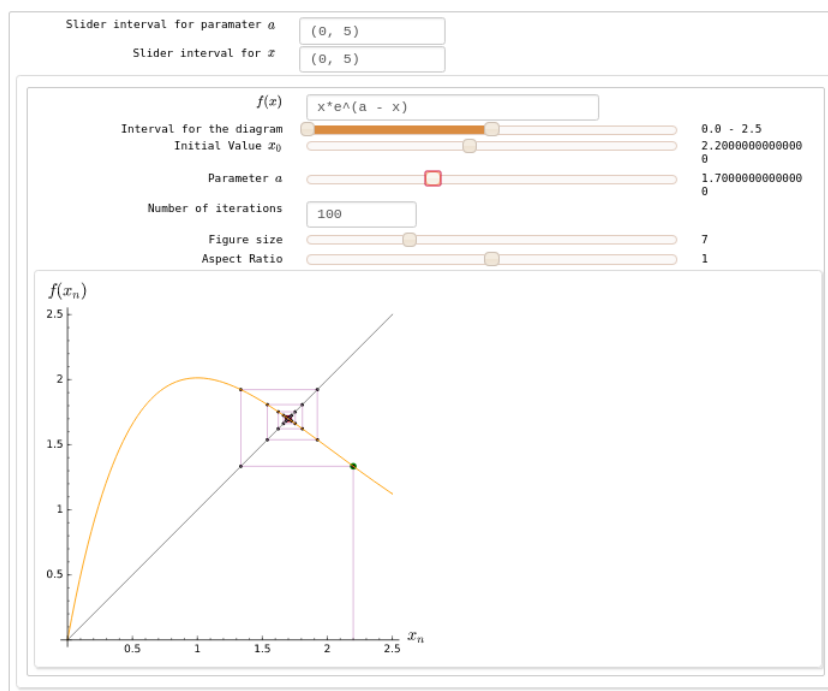 Slider interval for paramater a (0, 5)
Slider interval for x (0, 5)
f(x) x*e^(a - x)
Interval for the diagram 0.0 - 2.5
Initial Value x₀ 2.2000000000000
0
Parameter a 1.7000000000000
0
Number of iterations 100
Figure size 7
Aspect Ratio 1
f(xₙ)
2.5
2
1.5
1
0.5
0.5 1 1.5 2 2.5 xₙ